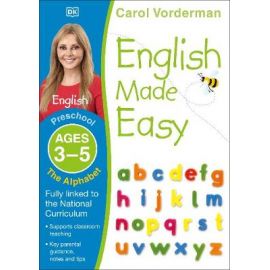 DK
Carol Vorderman
English
Made
Easy
English
Preschool
AGES
3–5
The Alphabet
Fully linked to
the National
Curriculum
• Supports classroom
teaching
• Key parental
guidance,
notes and tips
a b c d e f g
h i j k l m
n o p q r s t
u v w x y z